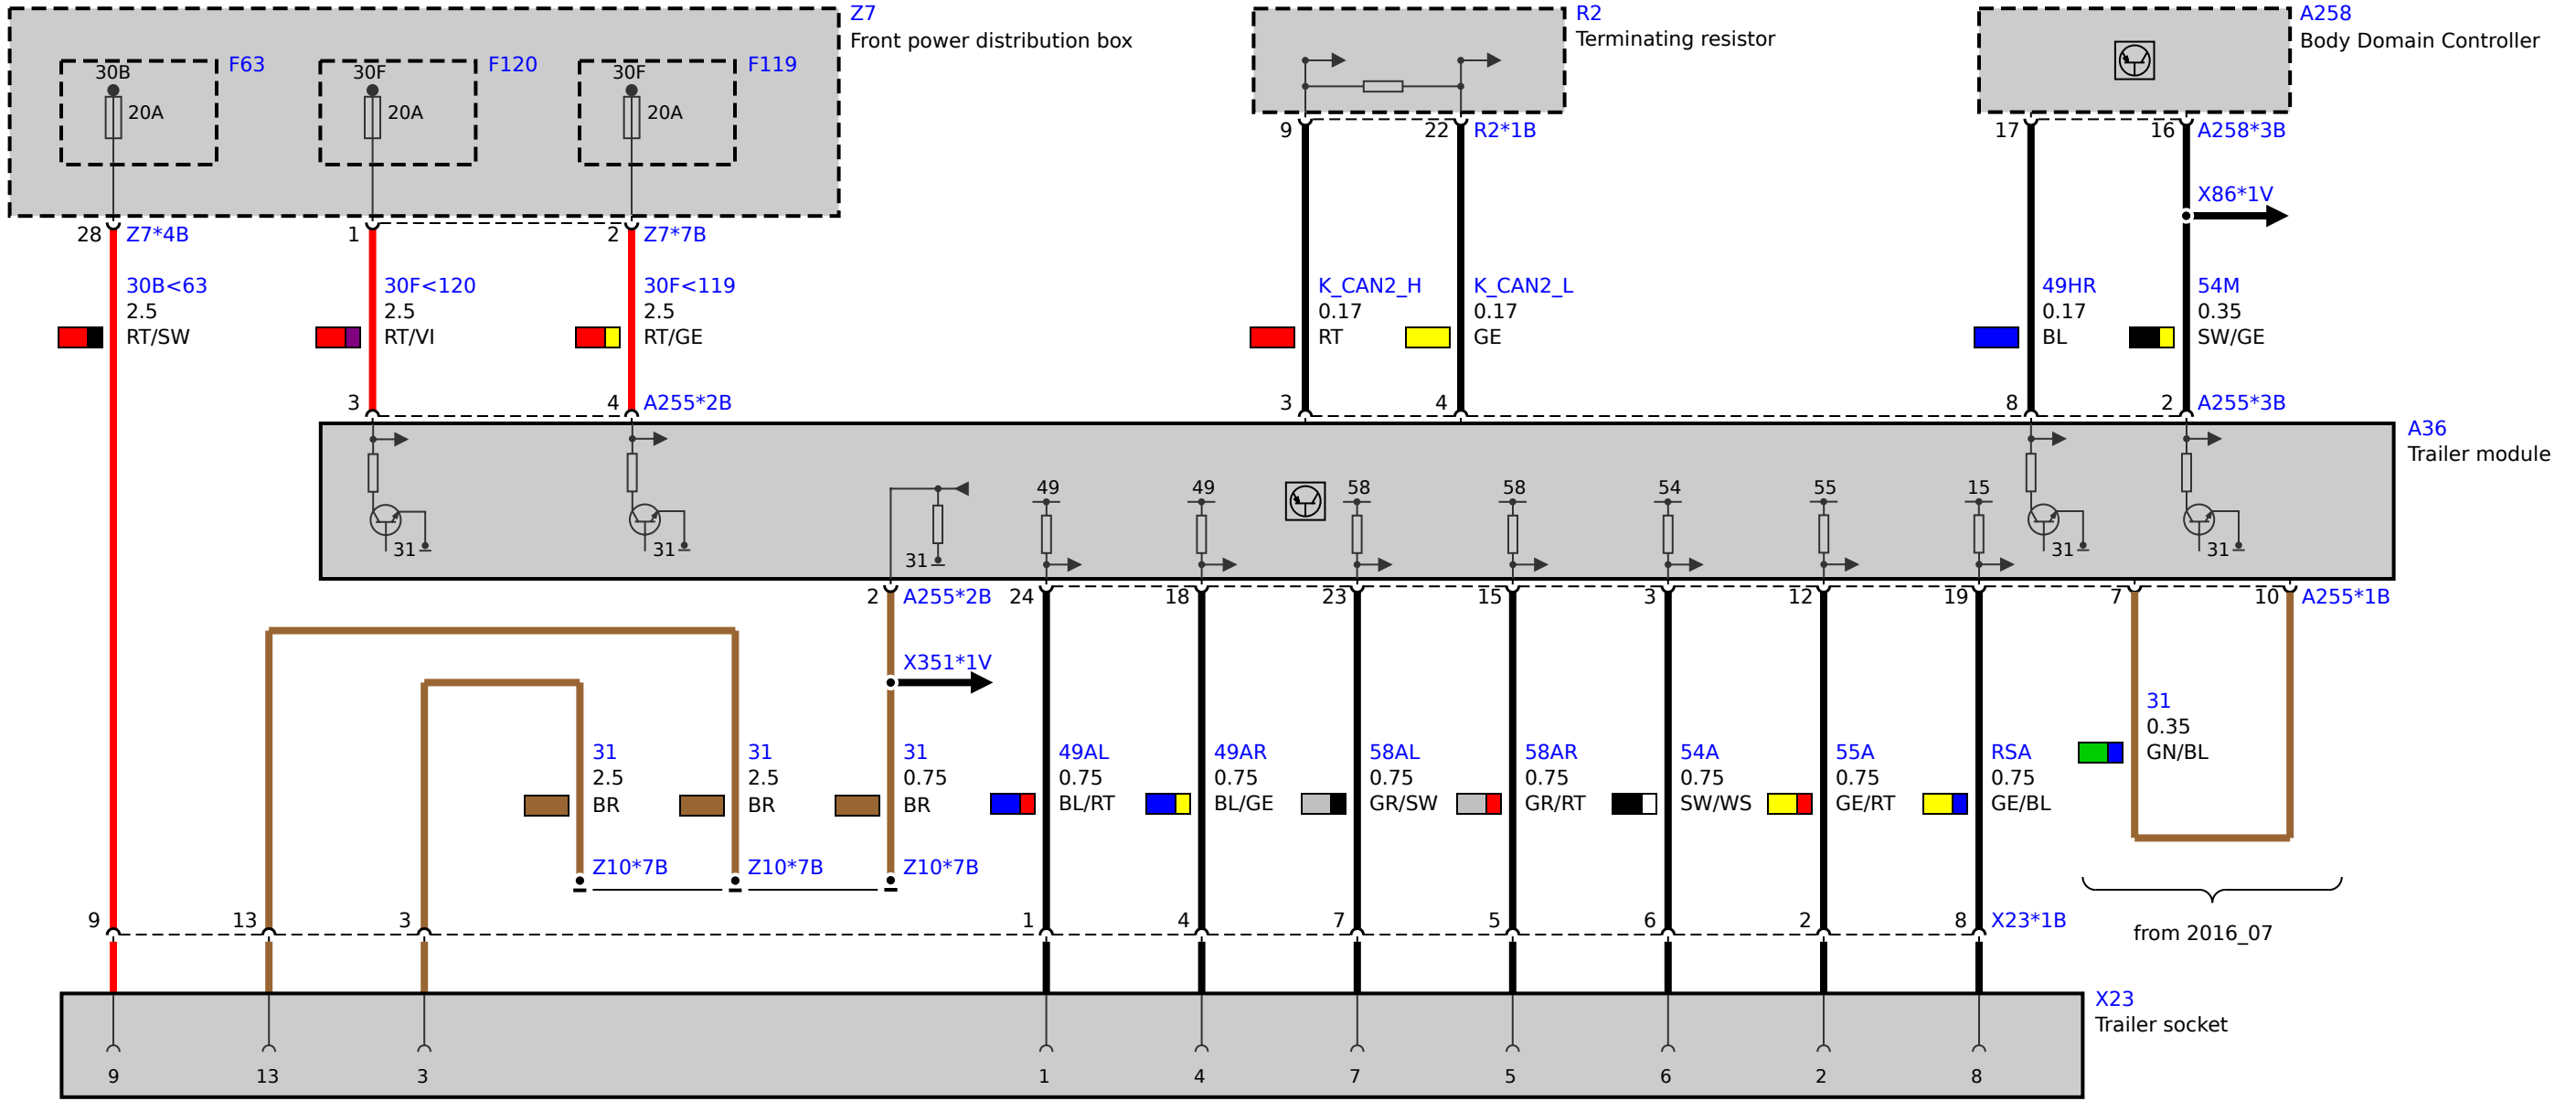 Z7
Front power distribution box
R2
Terminating resistor
A258
Body Domain Controller
30B
F63
20A
30F
F120
20A
30F
F119
20A
28
Z7*4B
1
2
Z7*7B
9
22
R2*1B
17
16
A258*3B
X86*1V
30B<63
2.5
RT/SW
30F<120
2.5
RT/VI
30F<119
2.5
RT/GE
K_CAN2_H
0.17
RT
K_CAN2_L
0.17
GE
49HR
0.17
BL
54M
0.35
SW/GE
3
4
A255*2B
3
4
8
2
A255*3B
A36
Trailer module
31
31
31
49
49
58
58
54
55
15
31
31
2
A255*2B
24
18
23
15
3
12
19
7
10
A255*1B
X351*1V
31
2.5
BR
31
2.5
BR
31
0.75
BR
49AL
0.75
BL/RT
49AR
0.75
BL/GE
58AL
0.75
GR/SW
58AR
0.75
GR/RT
54A
0.75
SW/WS
55A
0.75
GE/RT
RSA
0.75
GE/BL
31
0.35
GN/BL
Z10*7B
Z10*7B
Z10*7B
from 2016_07
9
13
3
1
4
7
5
6
2
8
X23*1B
X23
Trailer socket
9
13
3
1
4
7
5
6
2
8